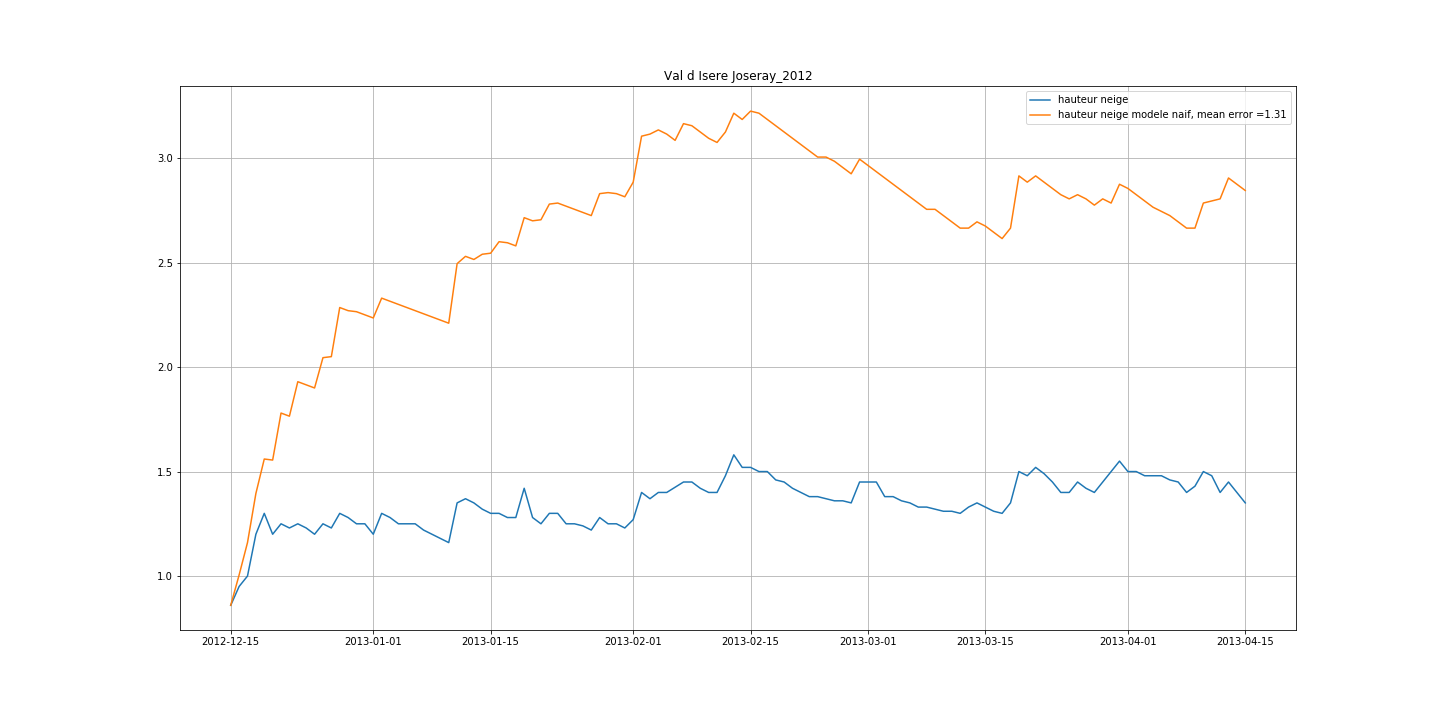 Val d Isere Joseray_2012
hauteur neige
hauteur neige modele naif, mean error =1.31
3.0
2.5
2.0
1.5
1.0
2012-12-15 2013-01-01 2013-01-15 2013-02-01 2013-02-15 2013-03-01 2013-03-15 2013-04-01 2013-04-15